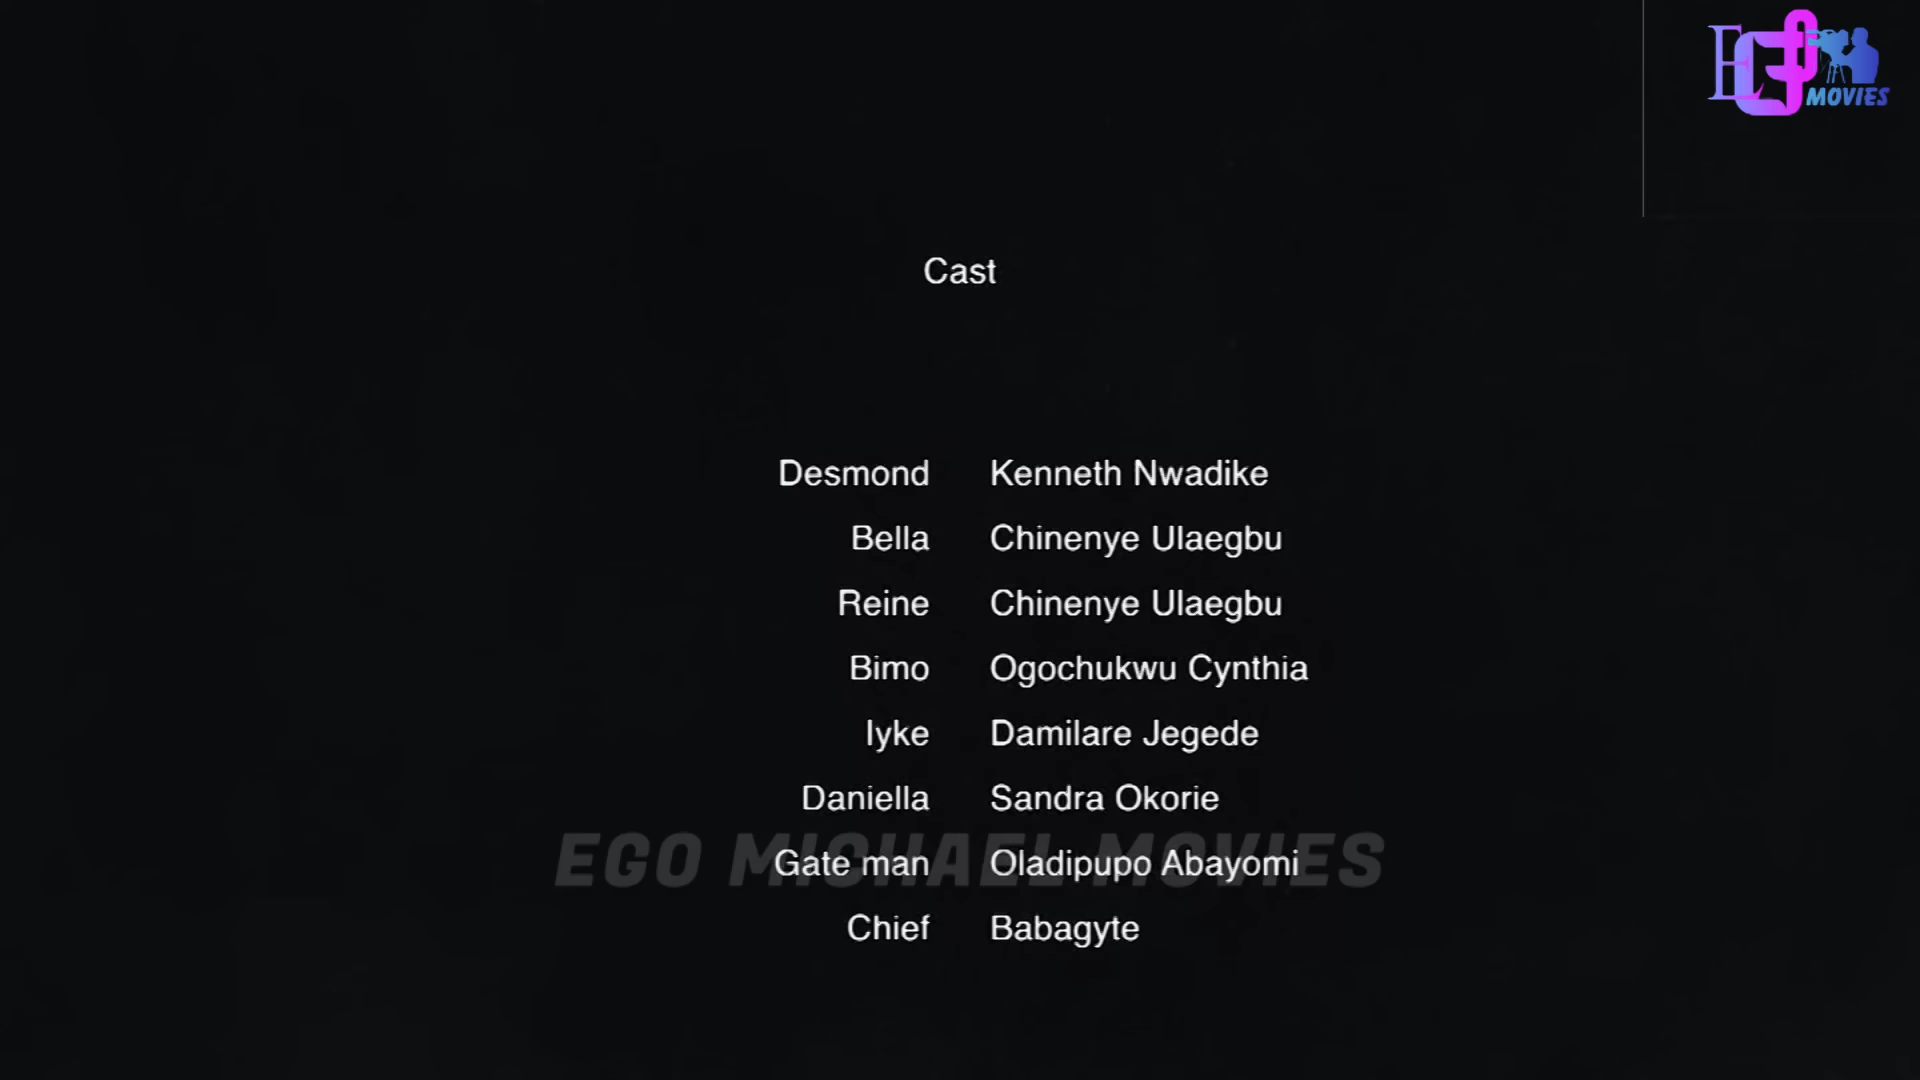 EGO
MOVIES
Cast
Desmond Kenneth Nwadike
Bella Chinenye Ulaegbu
Reine Chinenye Ulaegbu
Bimo Ogochukwu Cynthia
Iyke Damilare Jegede
Daniella Sandra Okorie
EGO MICHAEL MOVIES
Gate man Oladipupo Abayomi
Chief Babagyte